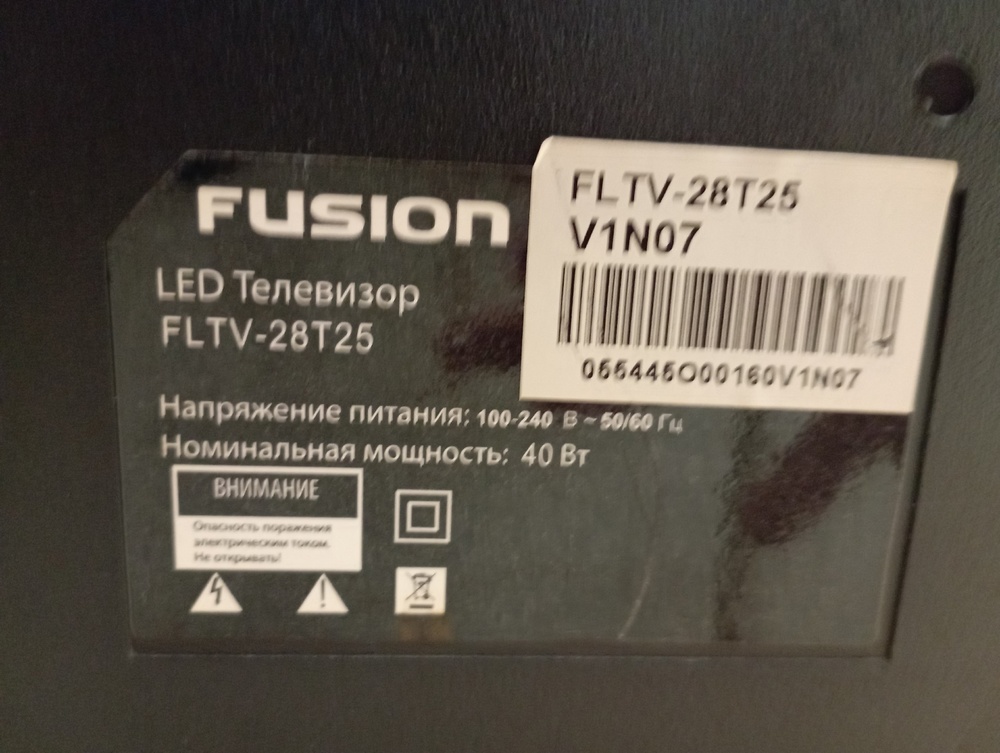 FUSION
LED Телевизор
FLTV-28T25
Напряжение питания: 100-240 В ~ 50/60 Гц
Номинальная мощность: 40 Вт
ВНИМАНИЕ
Опасность поражения
электрическим током.
Не открывать!
FLTV-28T25
V1N07
055445O00160V1N07